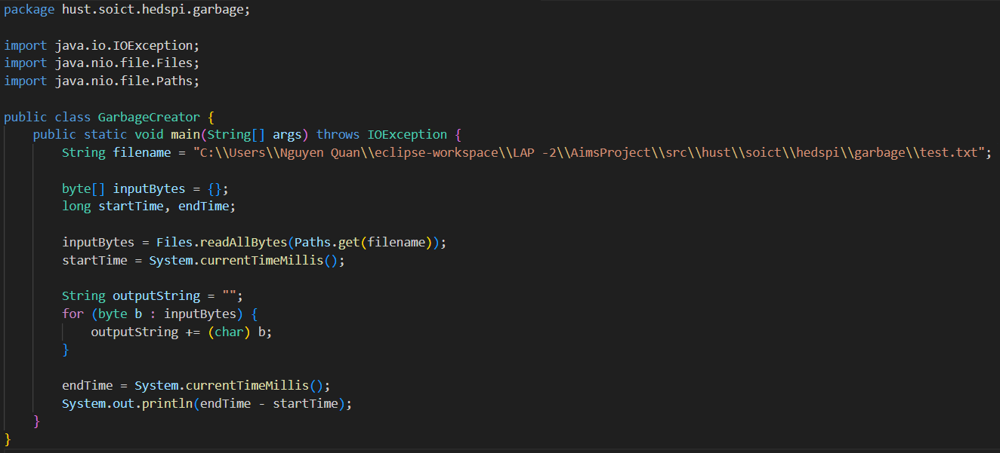 package hust.soict.hedspi.garbage;
import java.io.IOException;
import java.nio.file.Files;
import java.nio.file.Paths;
public class GarbageCreator {
    public static void main(String[] args) throws IOException {
        String filename = "C:\\Users\\Nguyen Quan\\eclipse-workspace\\LAP -2\\AimsProject\\src\\hust\\soict\\hedspi\\garbage\\test.txt";
        byte[] inputBytes = {};
        long startTime, endTime;
        inputBytes = Files.readAllBytes(Paths.get(filename));
        startTime = System.currentTimeMillis();
        String outputString = "";
        for (byte b : inputBytes) {
            outputString += (char) b;
        }
        endTime = System.currentTimeMillis();
        System.out.println(endTime - startTime);
    }
}